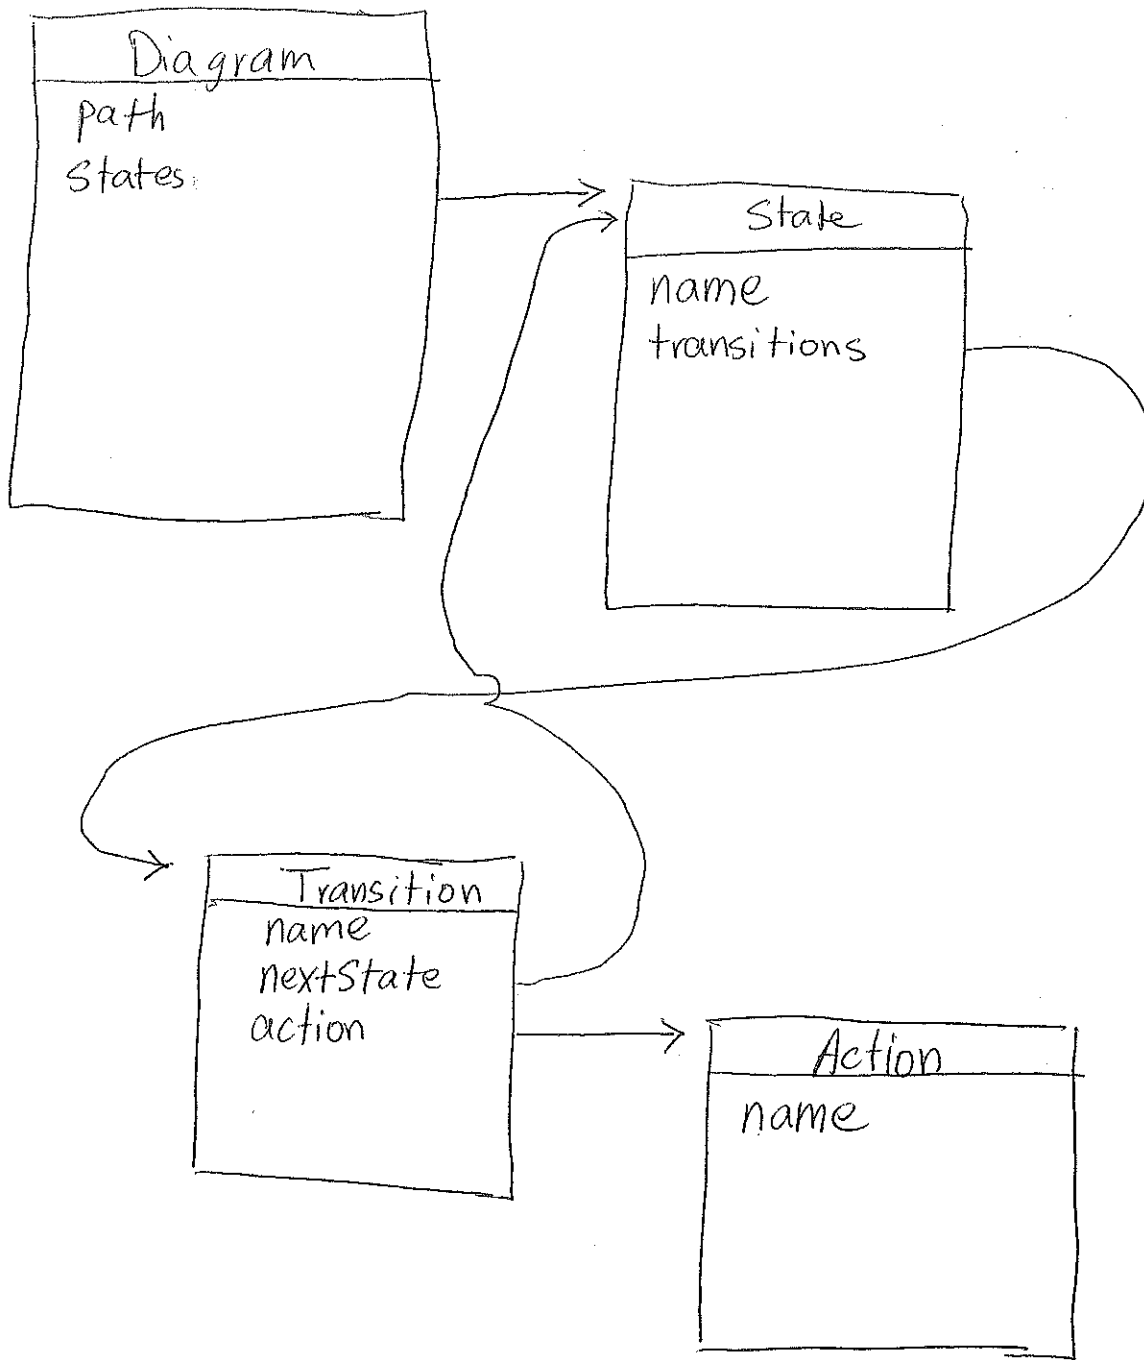 Diagram
path
States
State
name
transitions
Transition
name
nextState
action
Action
name